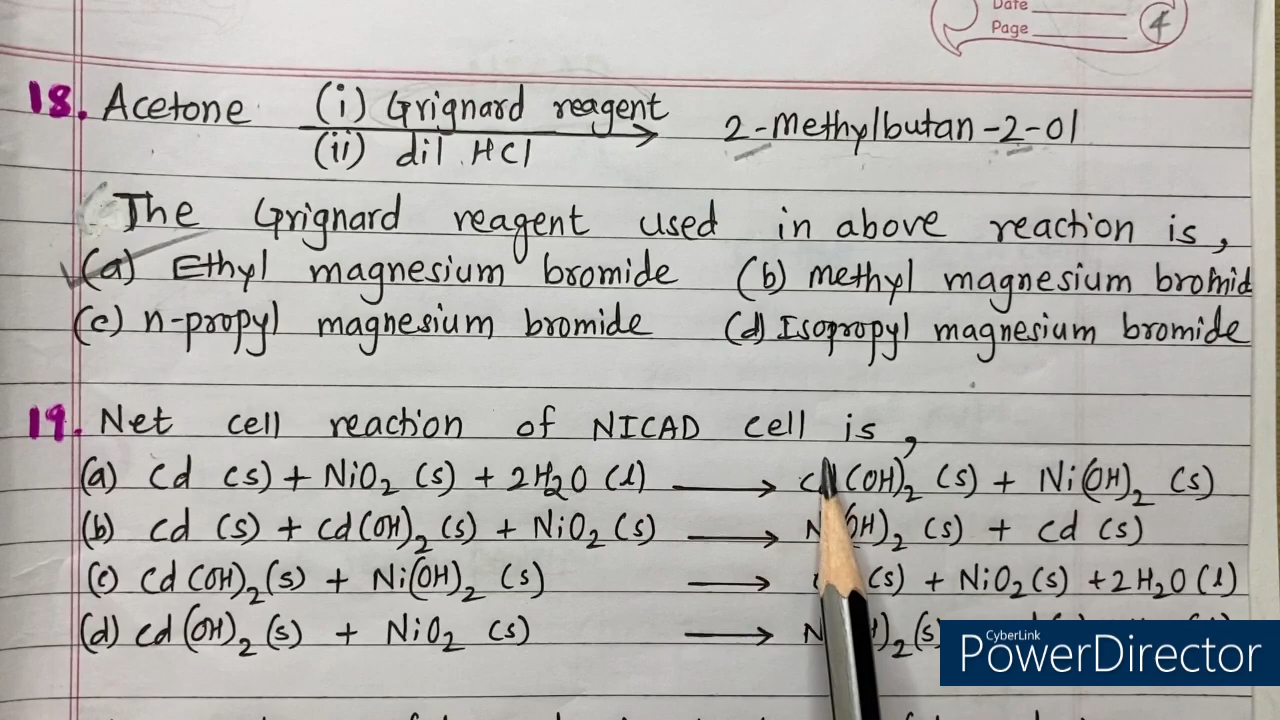 Date
Page 4
18. Acetone (i) Grignard reagent
(ii) dil. HCl
2-methylbutan-2-ol
The Grignard reagent used in above reaction is,
(a) Ethyl magnesium bromide (b) methyl magnesium bromid
(c) n-propyl magnesium bromide (d) Isopropyl magnesium bromide
19. Net cell reaction of NICAD cell is,
(a) Cd (s) + NiO₂ (s) + 2H₂O (l) ⟶ Cd(OH)₂ (s) + Ni(OH)₂ (s)
(b) Cd (s) + Cd(OH)₂ (s) + NiO₂ (s) ⟶ (OH)₂ (s) + Cd (s)
(c) Cd(OH)₂ (s) + Ni(OH)₂ (s) ⟶ (s) + NiO₂ (s) + 2H₂O (l)
(d) Cd(OH)₂ (s) + NiO₂ (s) ⟶
CyberLink
PowerDirector